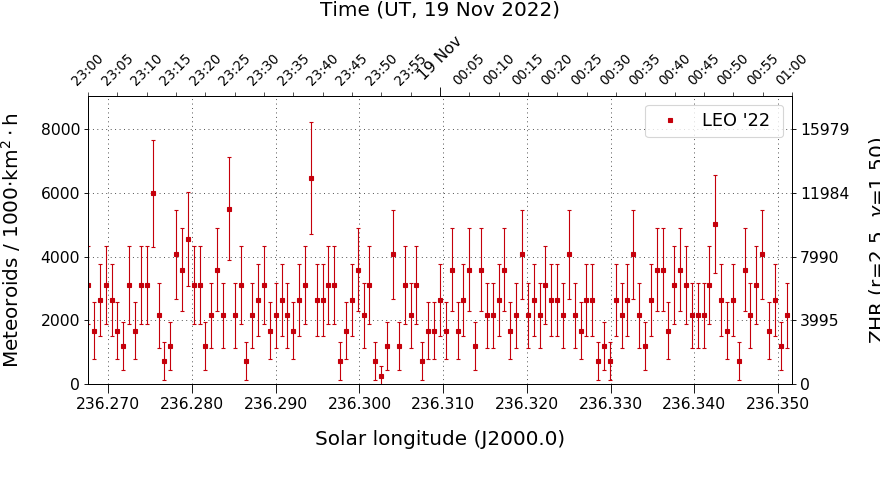 Time (UT, 19 Nov 2022)
23:00 23:05 23:10 23:15 23:20 23:25 23:30 23:35 23:40 23:45 23:50 23:55 19 Nov 00:05 00:10 00:15 00:20 00:25 00:30 00:35 00:40 00:45 00:50 00:55 01:00
LEO '22
8000 15979
6000 11984
4000 7990
2000 3995
0 0
Meteoroids / 1000·km² · h
ZHR (r=2.5, γ=1.50)
236.270 236.280 236.290 236.300 236.310 236.320 236.330 236.340 236.350
Solar longitude (J2000.0)